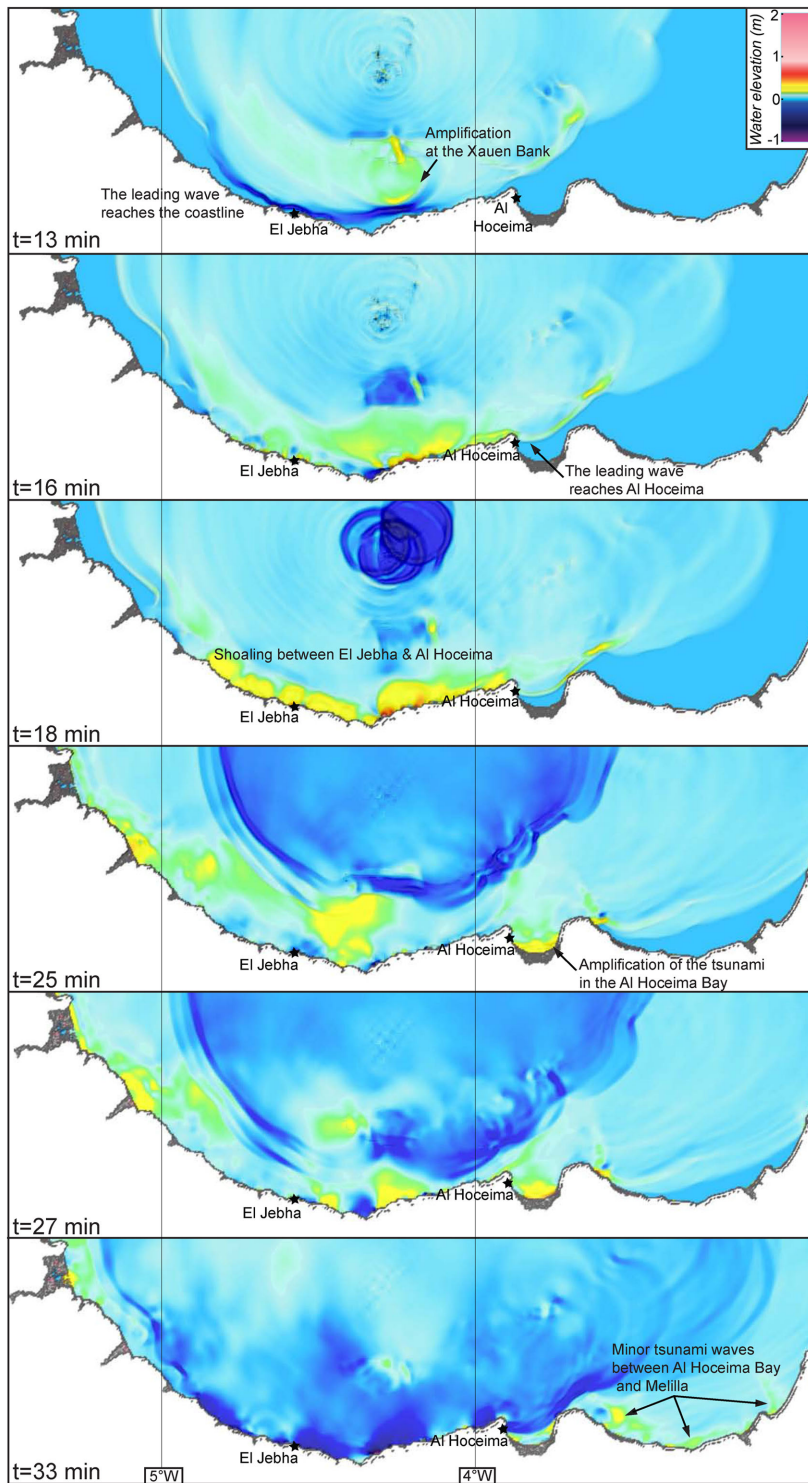 2
1
0
-1
Water elevation (m)
Amplification
at the Xauen Bank
The leading wave
reaches the coastline
El Jebha
Al
Hoceima
t=13 min
El Jebha
Al Hoceima
The leading wave
reaches Al Hoceima
t=16 min
Shoaling between El Jebha & Al Hoceima
El Jebha
Al Hoceima
t=18 min
El Jebha
Al Hoceima
Amplification of the tsunami
in the Al Hoceima Bay
t=25 min
El Jebha
Al Hoceima
t=27 min
Minor tsunami waves
between Al Hoceima Bay
and Melilla
El Jebha
Al Hoceima
t=33 min
5°W
4°W